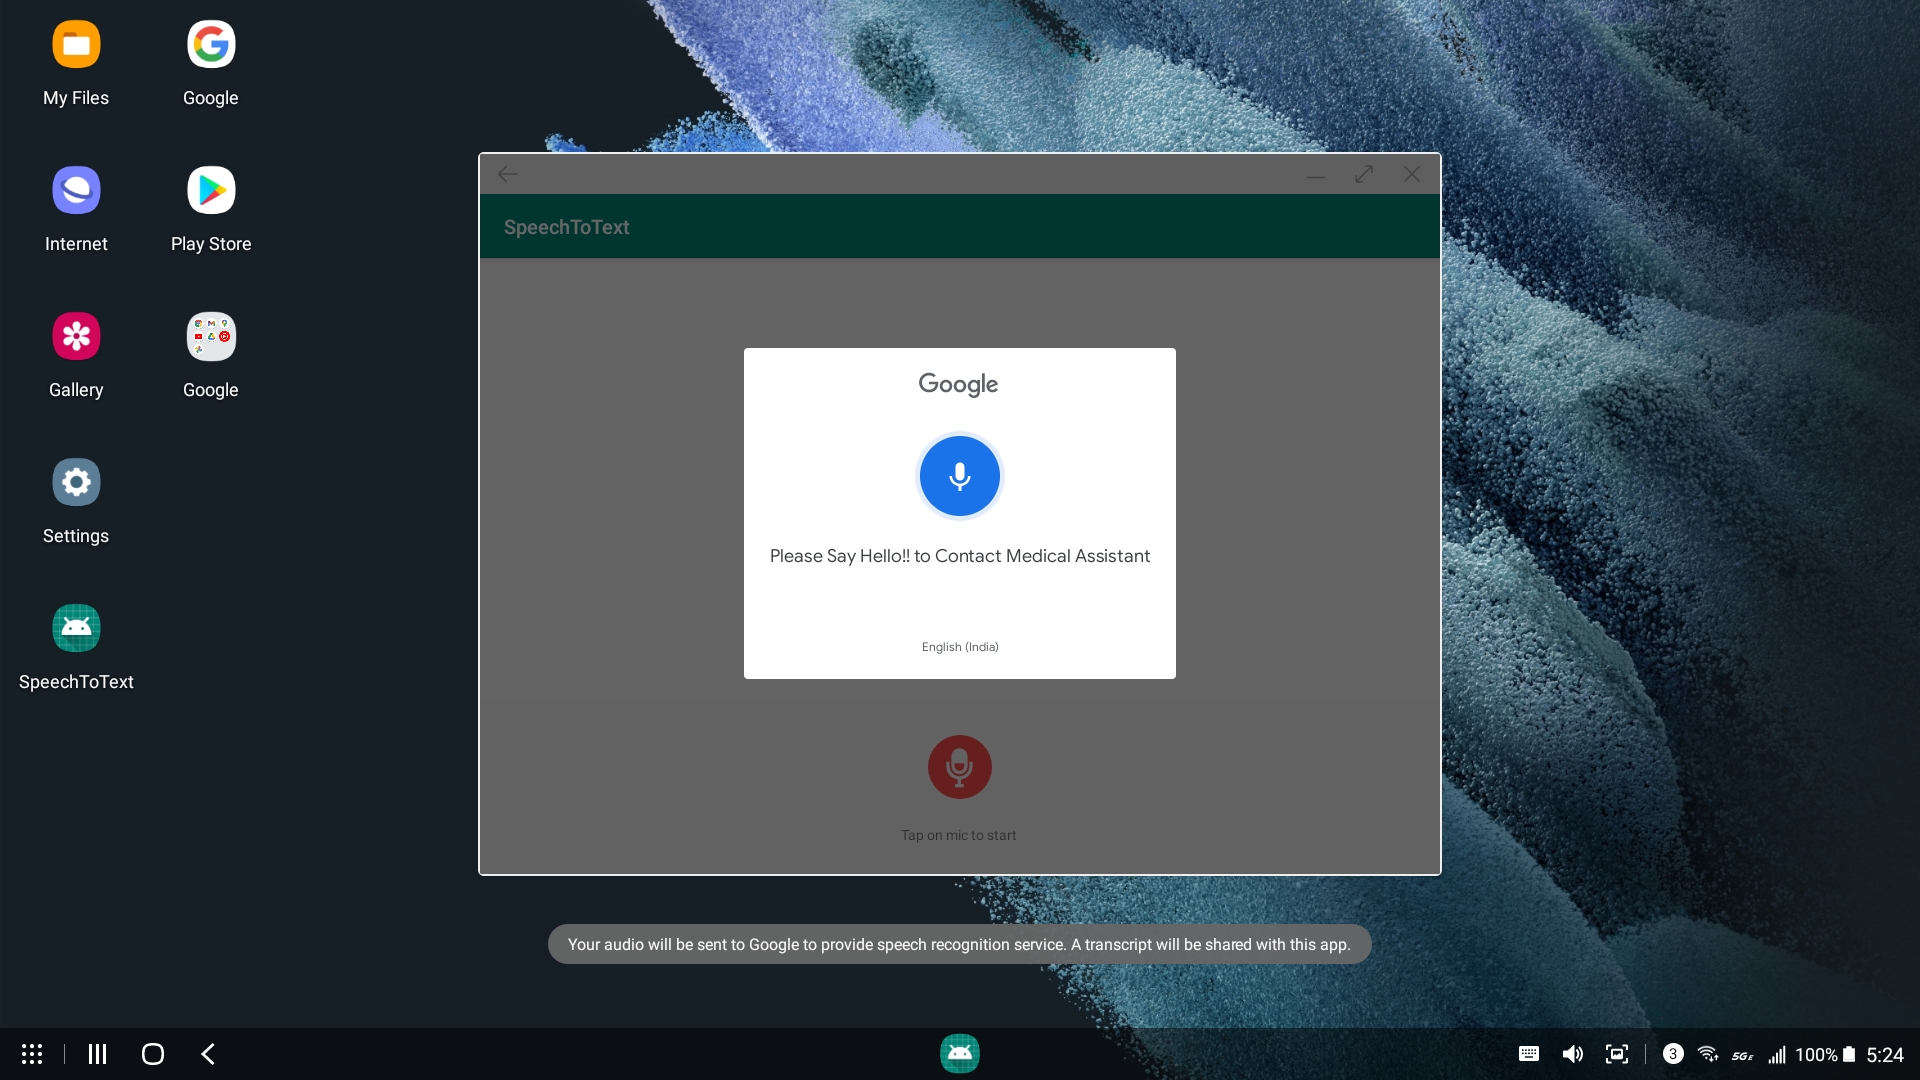 My Files
Google
Internet
Play Store
Gallery
Google
Settings
SpeechToText
SpeechToText
Google
Please Say Hello!! to Contact Medical Assistant
English (India)
Tap on mic to start
Your audio will be sent to Google to provide speech recognition service. A transcript will be shared with this app.
3
5GE
100%
5:24